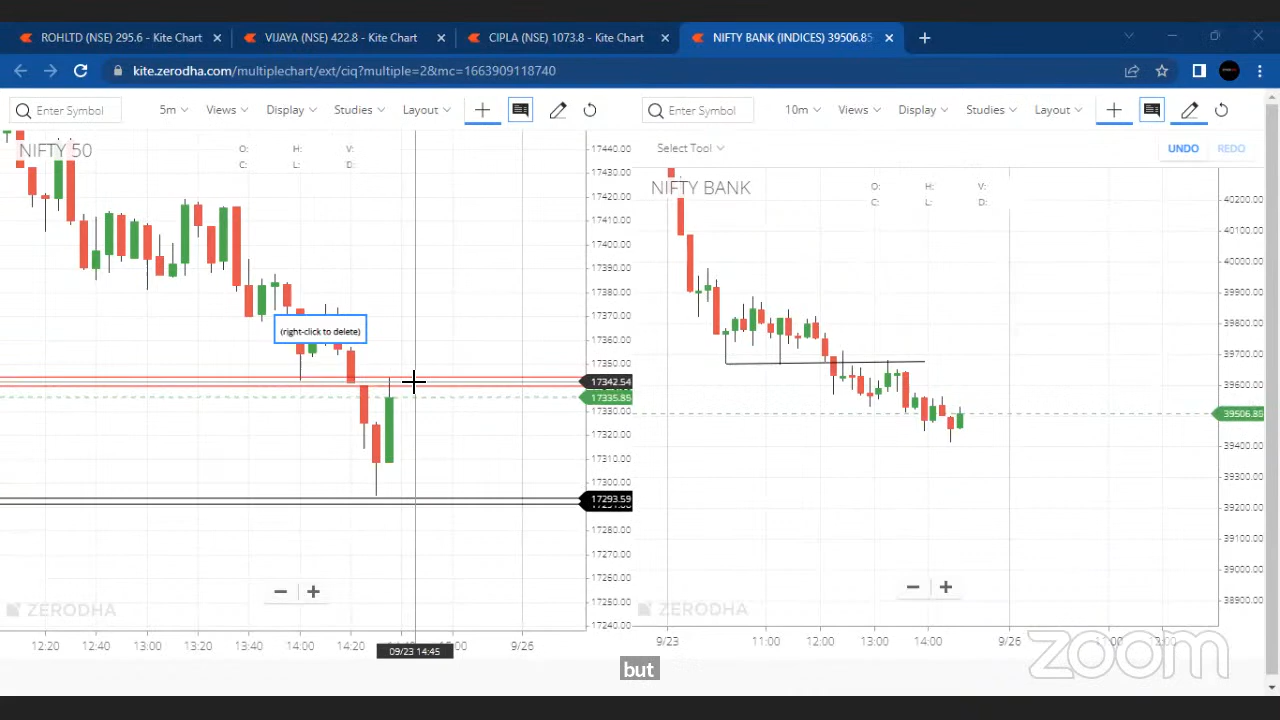 ROHLTD (NSE) 295.6 - Kite Chart
VIJAYA (NSE) 422.8 - Kite Chart
CIPLA (NSE) 1073.8 - Kite Chart
NIFTY BANK (INDICES) 39506.85
kite.zerodha.com/multiplechart/ext/ciq?multiple=2&mc=1663909118740
Enter Symbol 5m Views Display Studies Layout
Enter Symbol 10m Views Display Studies Layout
Select Tool UNDO REDO
NIFTY 50
O: H: V:
C: L: D:
NIFTY BANK
O: H: V:
C: L: D:
(right-click to delete)
17440.00
17430.00
17420.00
17410.00
17400.00
17390.00
17380.00
17370.00
17360.00
17350.00
17342.54
17335.85
17330.00
17320.00
17310.00
17300.00
17293.59
17280.00
17270.00
17260.00
17250.00
17240.00
40200.00
40100.00
40000.00
39900.00
39800.00
39700.00
39600.00
39506.85
39400.00
39300.00
39200.00
39100.00
39000.00
38900.00
ZERODHA
ZERODHA
12:20 12:40 13:00 13:20 13:40 14:00 14:20 9/26
09/23 14:45
9/23 11:00 12:00 13:00 14:00 9/26
zoom
but